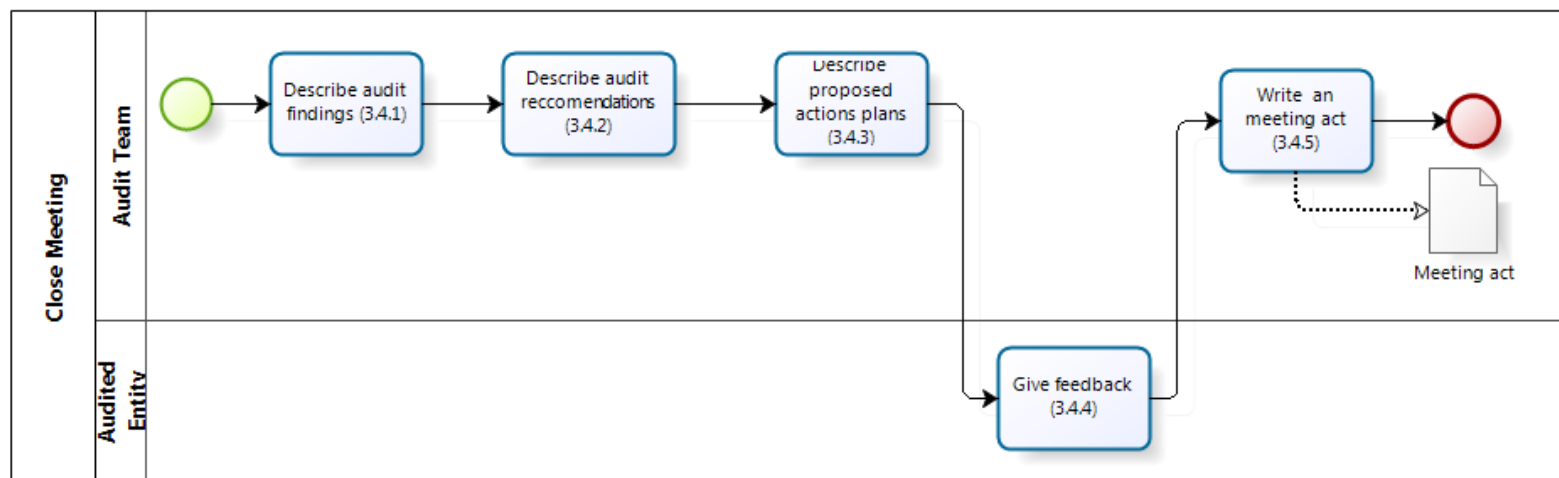 Close Meeting
Audit Team
Describe audit
findings (3.4.1)
Describe audit
reccomendations
(3.4.2)
Describe
proposed
actions plans
(3.4.3)
Write an
meeting act
(3.4.5)
Meeting act
Audited
Entity
Give feedback
(3.4.4)